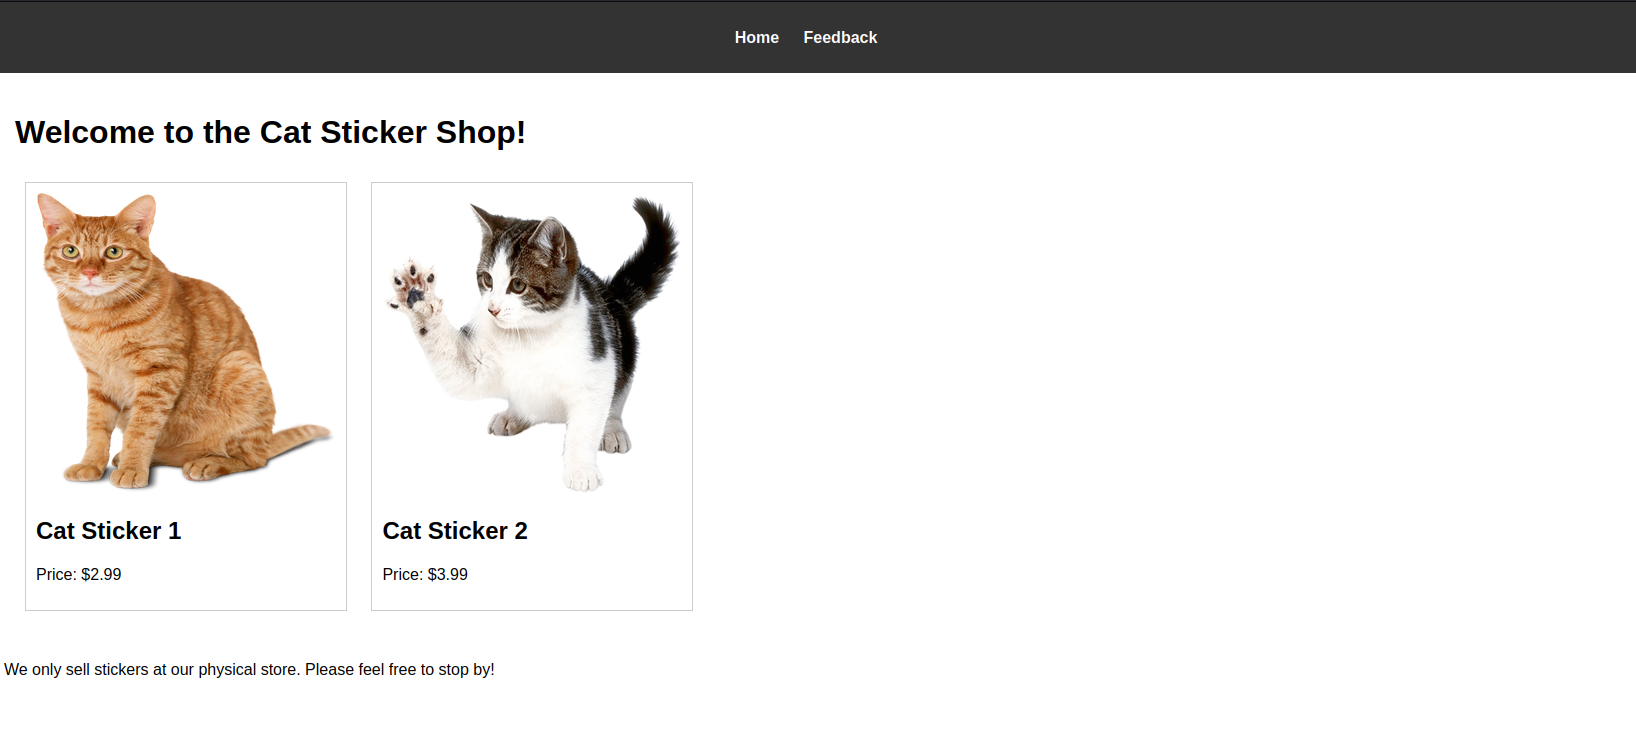 Home Feedback
Welcome to the Cat Sticker Shop!
Cat Sticker 1
Price: $2.99
Cat Sticker 2
Price: $3.99
We only sell stickers at our physical store. Please feel free to stop by!